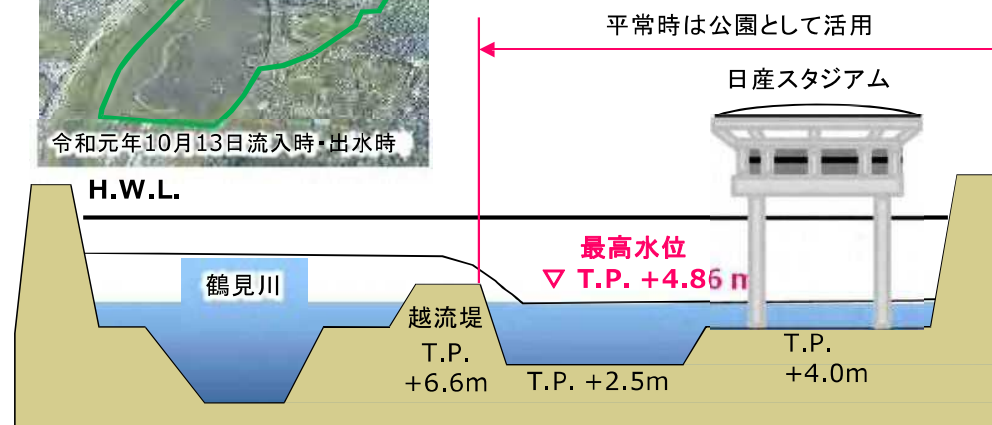 平常時は公園として活用
日産スタジアム
令和元年10月13日流入時・出水時
H.W.L.
最高水位
▽ T.P. +4.86 m
鶴見川
越流堤
T.P.
+6.6m
T.P. +2.5m
T.P.
+4.0m